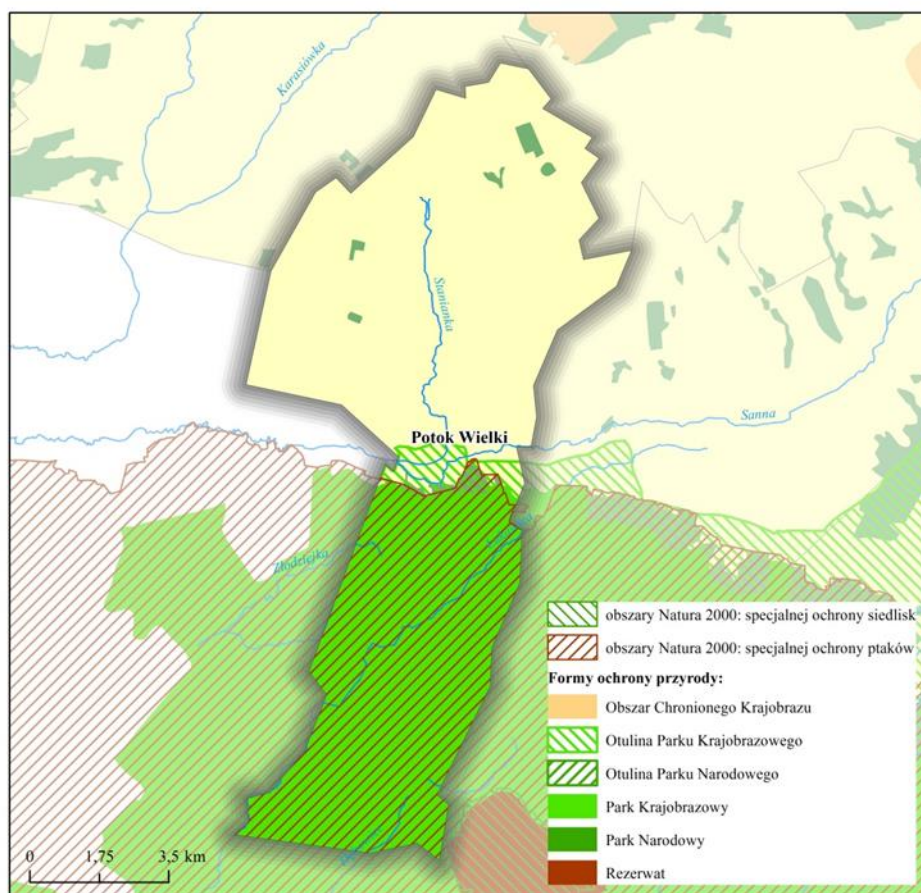 Karasiówka
Stanianka
Sanna
Potok Wielki
Złodziejka
obszary Natura 2000: specjalnej ochrony siedlisk
obszary Natura 2000: specjalnej ochrony ptaków
Formy ochrony przyrody:
Obszar Chronionego Krajobrazu
Otulina Parku Krajobrazowego
Otulina Parku Narodowego
Park Krajobrazowy
Park Narodowy
Rezerwat
0 1,75 3,5 km